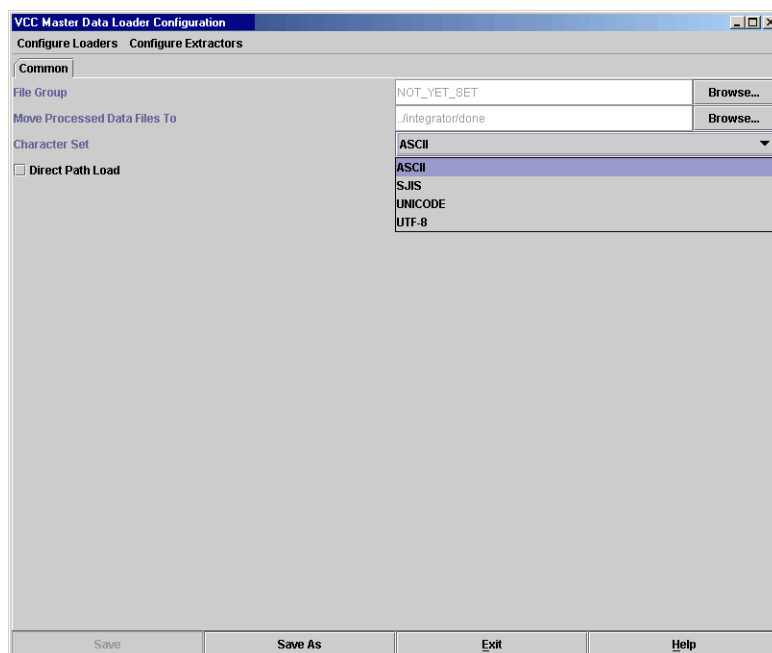 VCC Master Data Loader Configuration
Configure Loaders Configure Extractors
Common
File Group NOT_YET_SET Browse...
Move Processed Data Files To ../integrator/done Browse...
Character Set ASCII
Direct Path Load ASCII
SJIS
UNICODE
UTF-8
Save Save As Exit Help